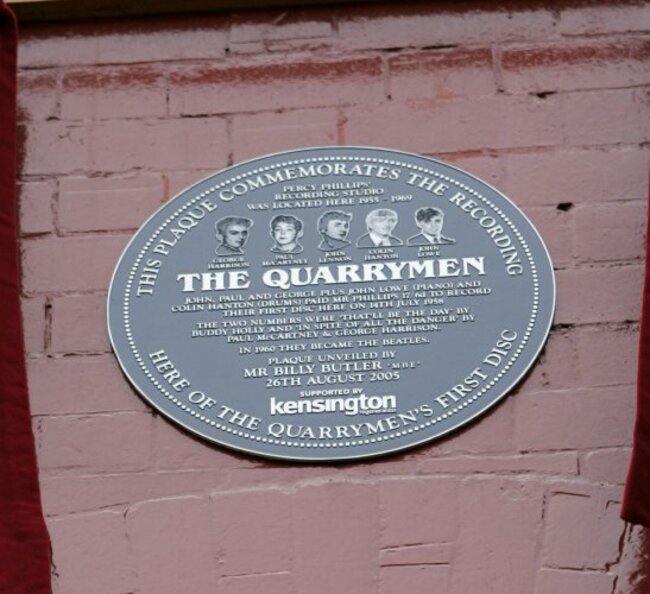 THIS PLAQUE COMMEMORATES THE RECORDING
PERCY PHILLIPS'
RECORDING STUDIO
WAS LOCATED HERE 1955 - 1969
GEORGE HARRISON
PAUL McCARTNEY
JOHN LENNON
COLIN HANTON
JOHN LOWE
THE QUARRYMEN
JOHN, PAUL AND GEORGE PLUS JOHN LOWE (PIANO) AND
COLIN HANTON (DRUMS) PAID MR PHILLIPS 17/6d TO RECORD
THEIR FIRST DISC HERE ON 14TH JULY 1958
THE TWO NUMBERS WERE 'THAT'LL BE THE DAY' BY
BUDDY HOLLY AND 'IN SPITE OF ALL THE DANGER' BY
PAUL McCARTNEY & GEORGE HARRISON.
IN 1960 THEY BECAME THE BEATLES.
PLAQUE UNVEILED BY
MR BILLY BUTLER 'M.B.E'
26TH AUGUST 2005
SUPPORTED BY
kensington
regeneration
HERE OF THE QUARRYMEN'S FIRST DISC